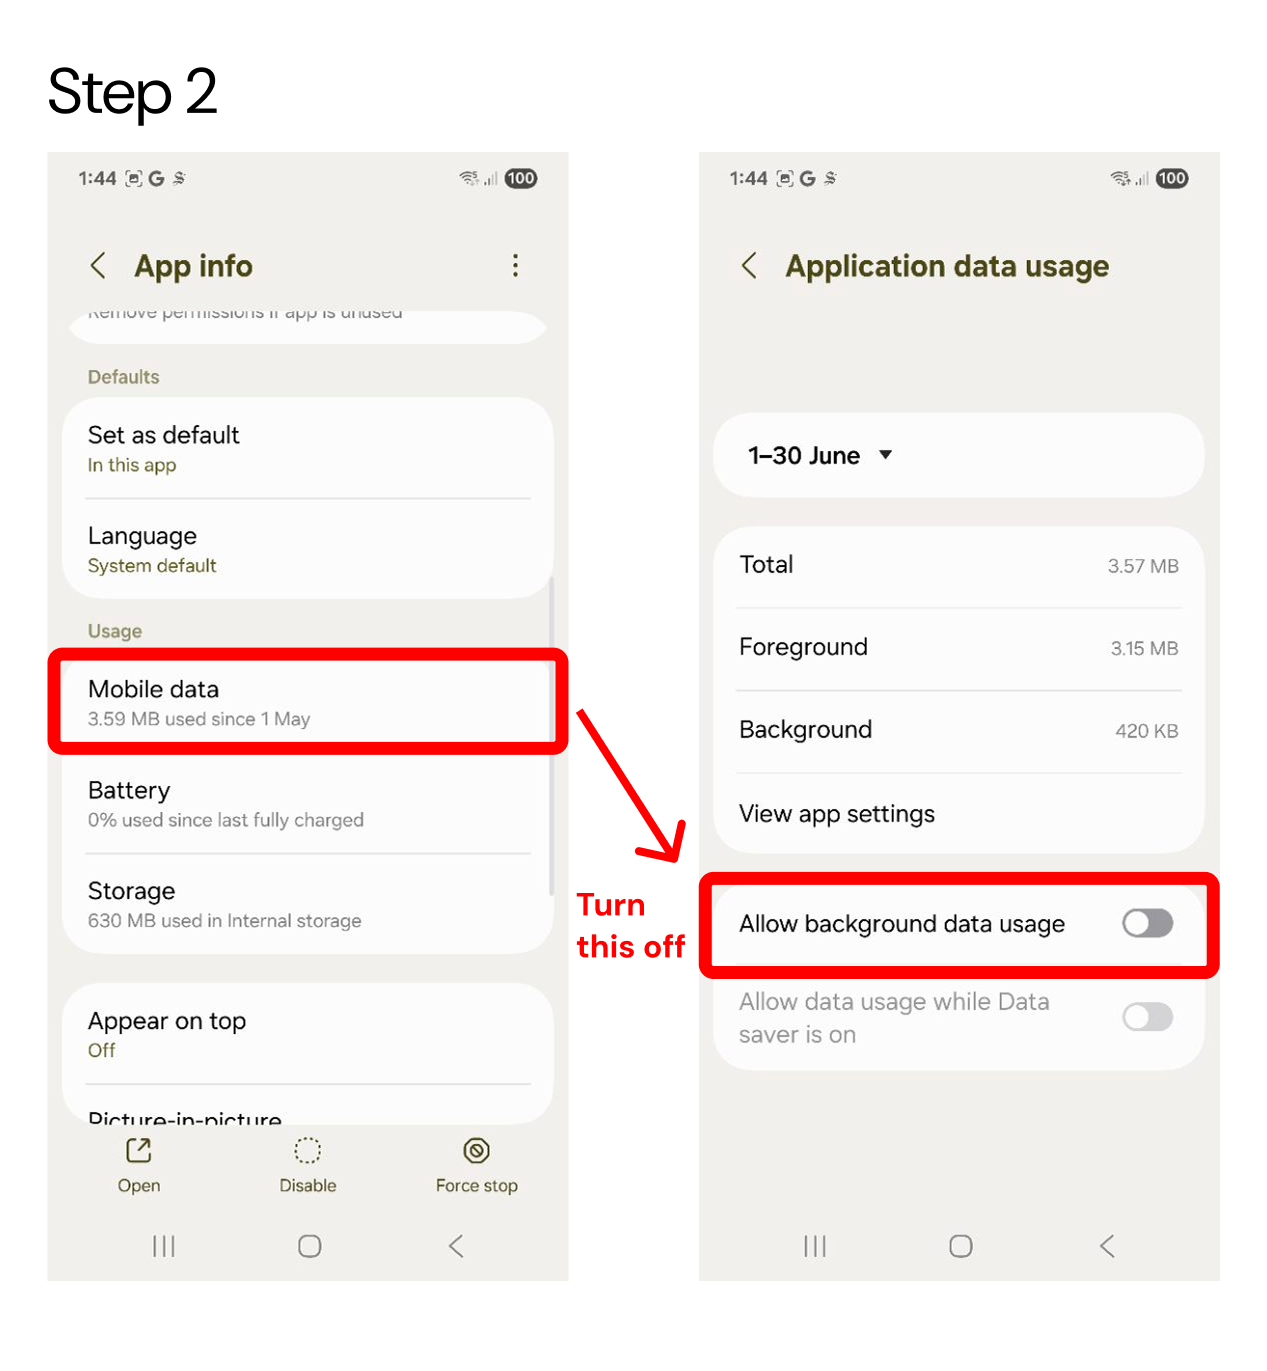 Step 2
1:44 G
100
App info
Remove permissions if app is unused
Defaults
Set as default
In this app
Language
System default
Usage
Mobile data
3.59 MB used since 1 May
Battery
0% used since last fully charged
Storage
630 MB used in Internal storage
Appear on top
Off
Picture-in-picture
Open
Disable
Force stop
Turn
this off
1:44 G
100
Application data usage
1–30 June
Total
3.57 MB
Foreground
3.15 MB
Background
420 KB
View app settings
Allow background data usage
Allow data usage while Data
saver is on